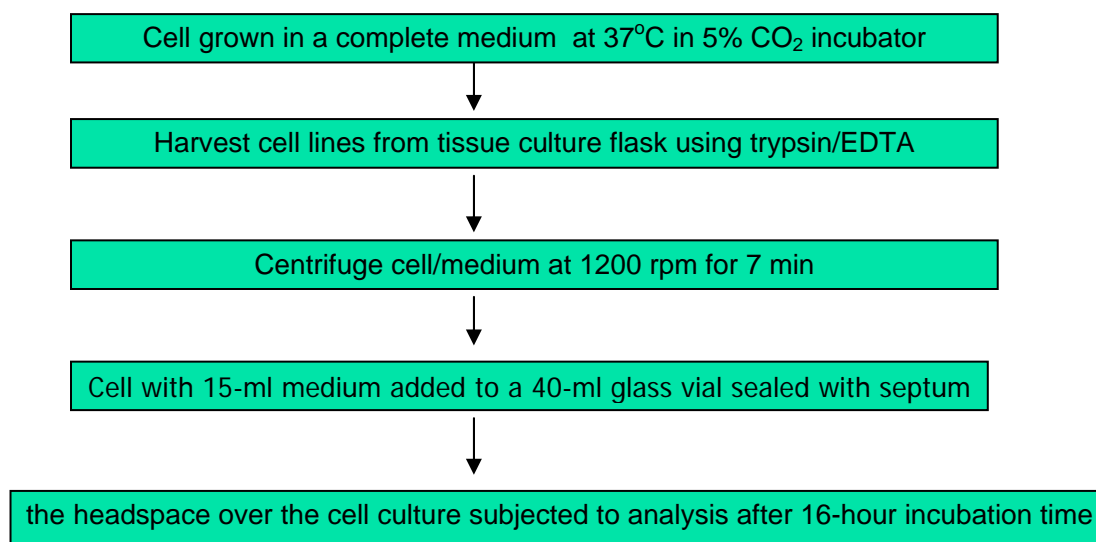 Cell grown in a complete medium at 37°C in 5% CO₂ incubator
Harvest cell lines from tissue culture flask using trypsin/EDTA
Centrifuge cell/medium at 1200 rpm for 7 min
Cell with 15-ml medium added to a 40-ml glass vial sealed with septum
the headspace over the cell culture subjected to analysis after 16-hour incubation time